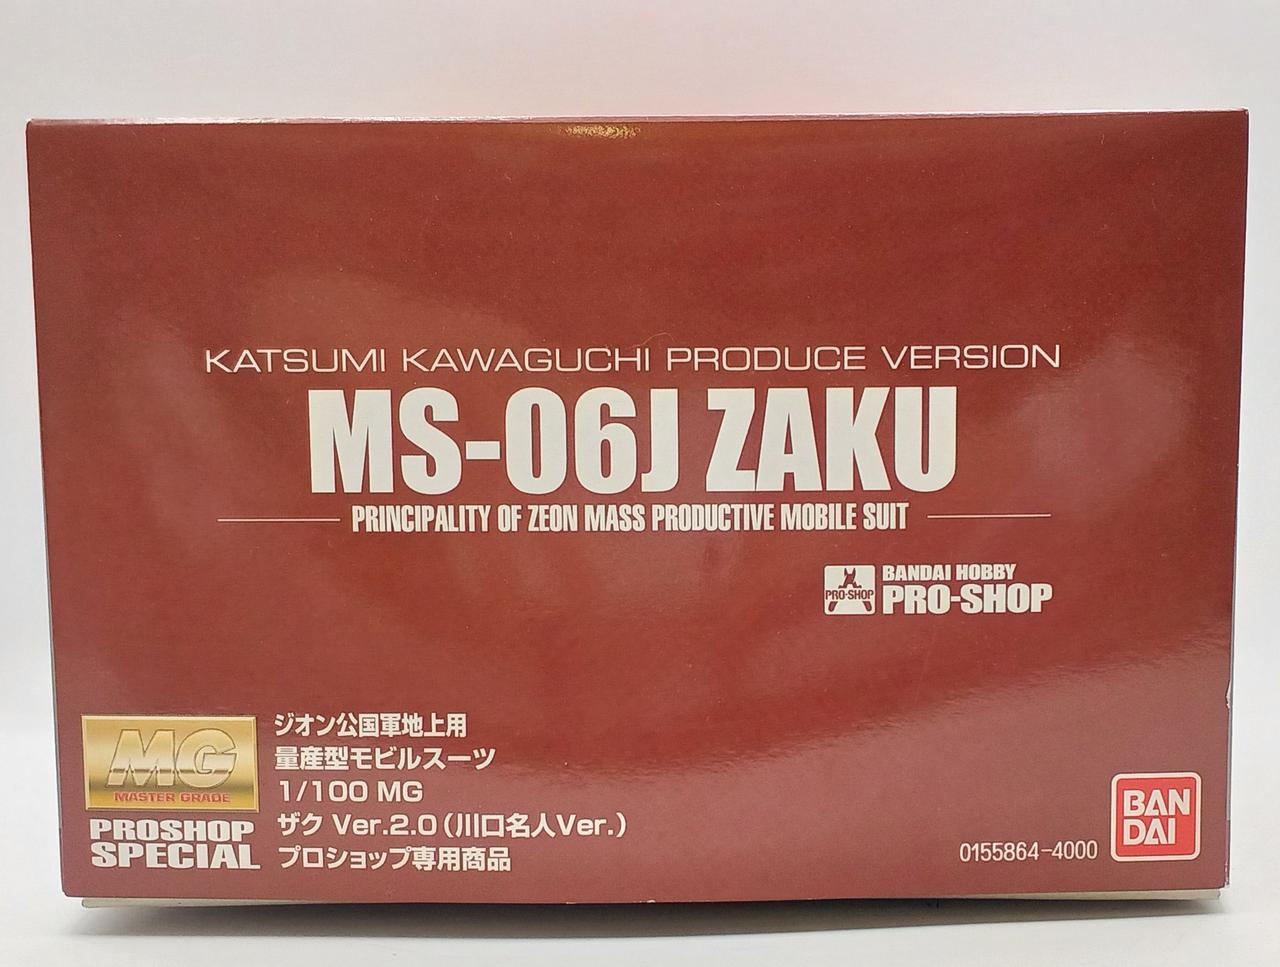 KATSUMI KAWAGUCHI PRODUCE VERSION
MS-06J ZAKU
PRINCIPALITY OF ZEON MASS PRODUCTIVE MOBILE SUIT
PRO-SHOP
BANDAI HOBBY
PRO-SHOP
MG
MASTER GRADE
PROSHOP
SPECIAL
ジオン公国軍地上用
量産型モビルスーツ
1/100 MG
ザク Ver.2.0(川口名人Ver.)
プロショップ専用商品
0155864-4000
BAN
DAI